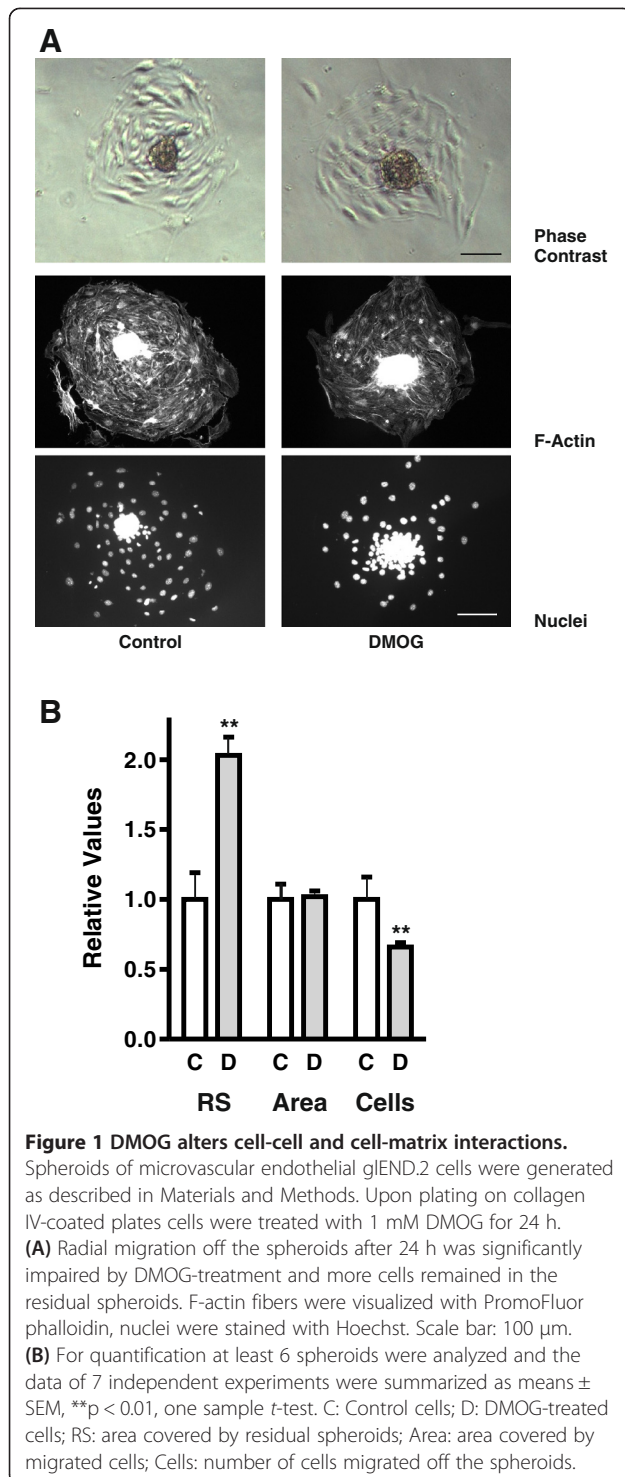 A
Phase
Contrast
F-Actin
Nuclei
Control
DMOG
B
**
2.0
1.5
1.0
**
0.5
0.0
Relative Values
C D C D C D
RS Area Cells
Figure 1 DMOG alters cell-cell and cell-matrix interactions.
Spheroids of microvascular endothelial glEND.2 cells were generated
as described in Materials and Methods. Upon plating on collagen
IV-coated plates cells were treated with 1 mM DMOG for 24 h.
(A) Radial migration off the spheroids after 24 h was significantly
impaired by DMOG-treatment and more cells remained in the
residual spheroids. F-actin fibers were visualized with PromoFluor
phalloidin, nuclei were stained with Hoechst. Scale bar: 100 μm.
(B) For quantification at least 6 spheroids were analyzed and the
data of 7 independent experiments were summarized as means ±
SEM, **p < 0.01, one sample t-test. C: Control cells; D: DMOG-treated
cells; RS: area covered by residual spheroids; Area: area covered by
migrated cells; Cells: number of cells migrated off the spheroids.